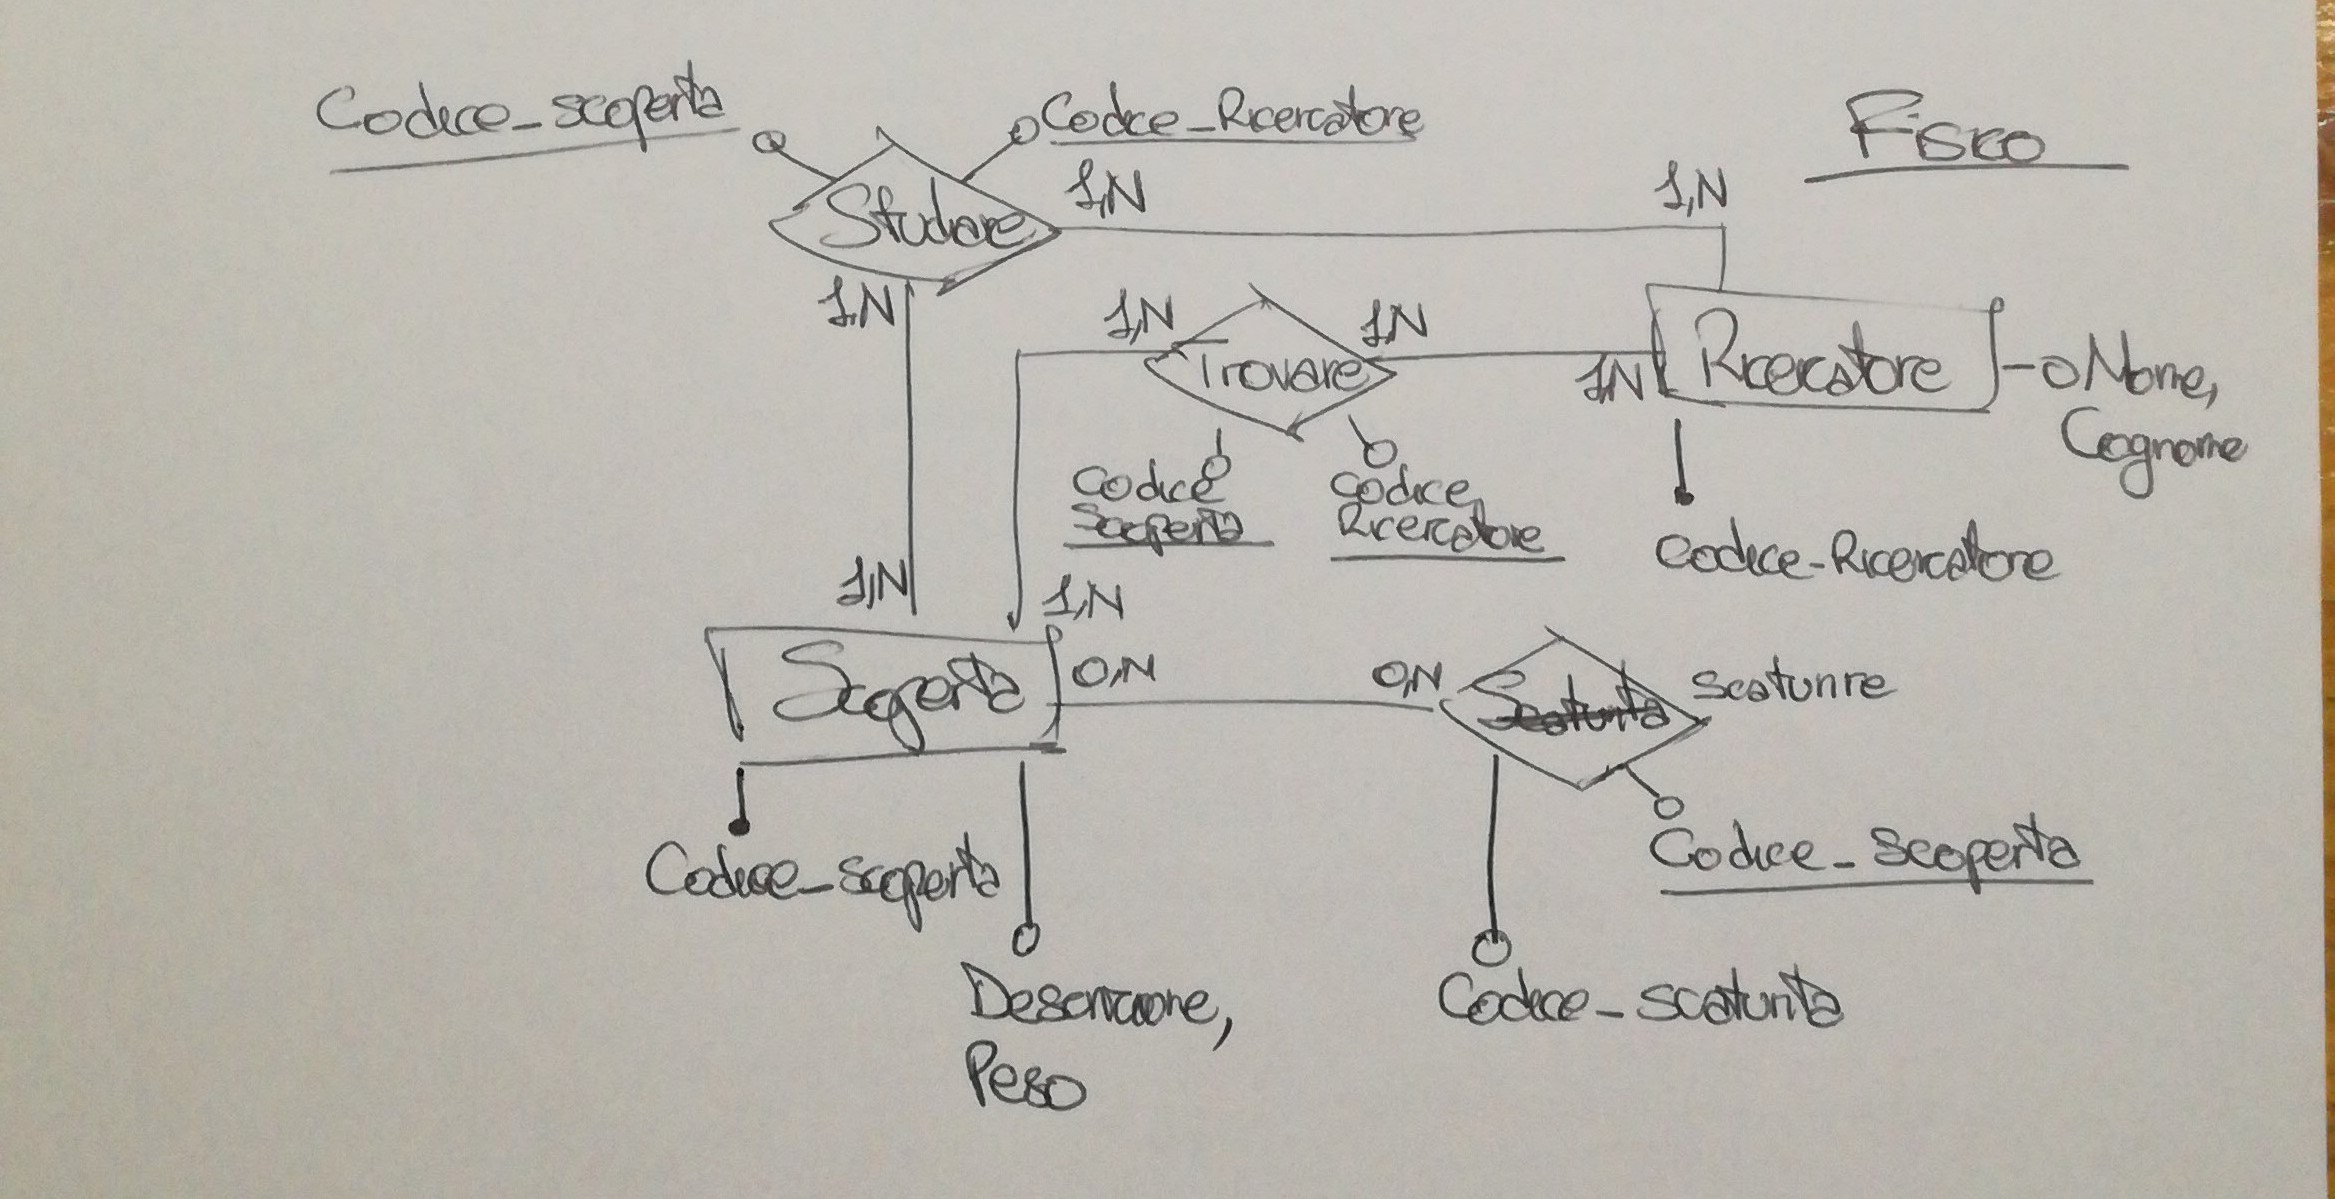 Codice_scoperta
Codice_Ricercatore
Fisico
1,N
1,N
Studiare
1,N
1,N
1,N
Trovare
1,N
Ricercatore
Nome,
Cognome
Codice
Scoperta
Codice
Ricercatore
Codice-Ricercatore
1,N
1,N
Scoperta
0,N
0,N
Scaturita
scaturire
Codice_scoperta
Codice_Scoperta
Descrizione,
Peso
Codice_scaturita